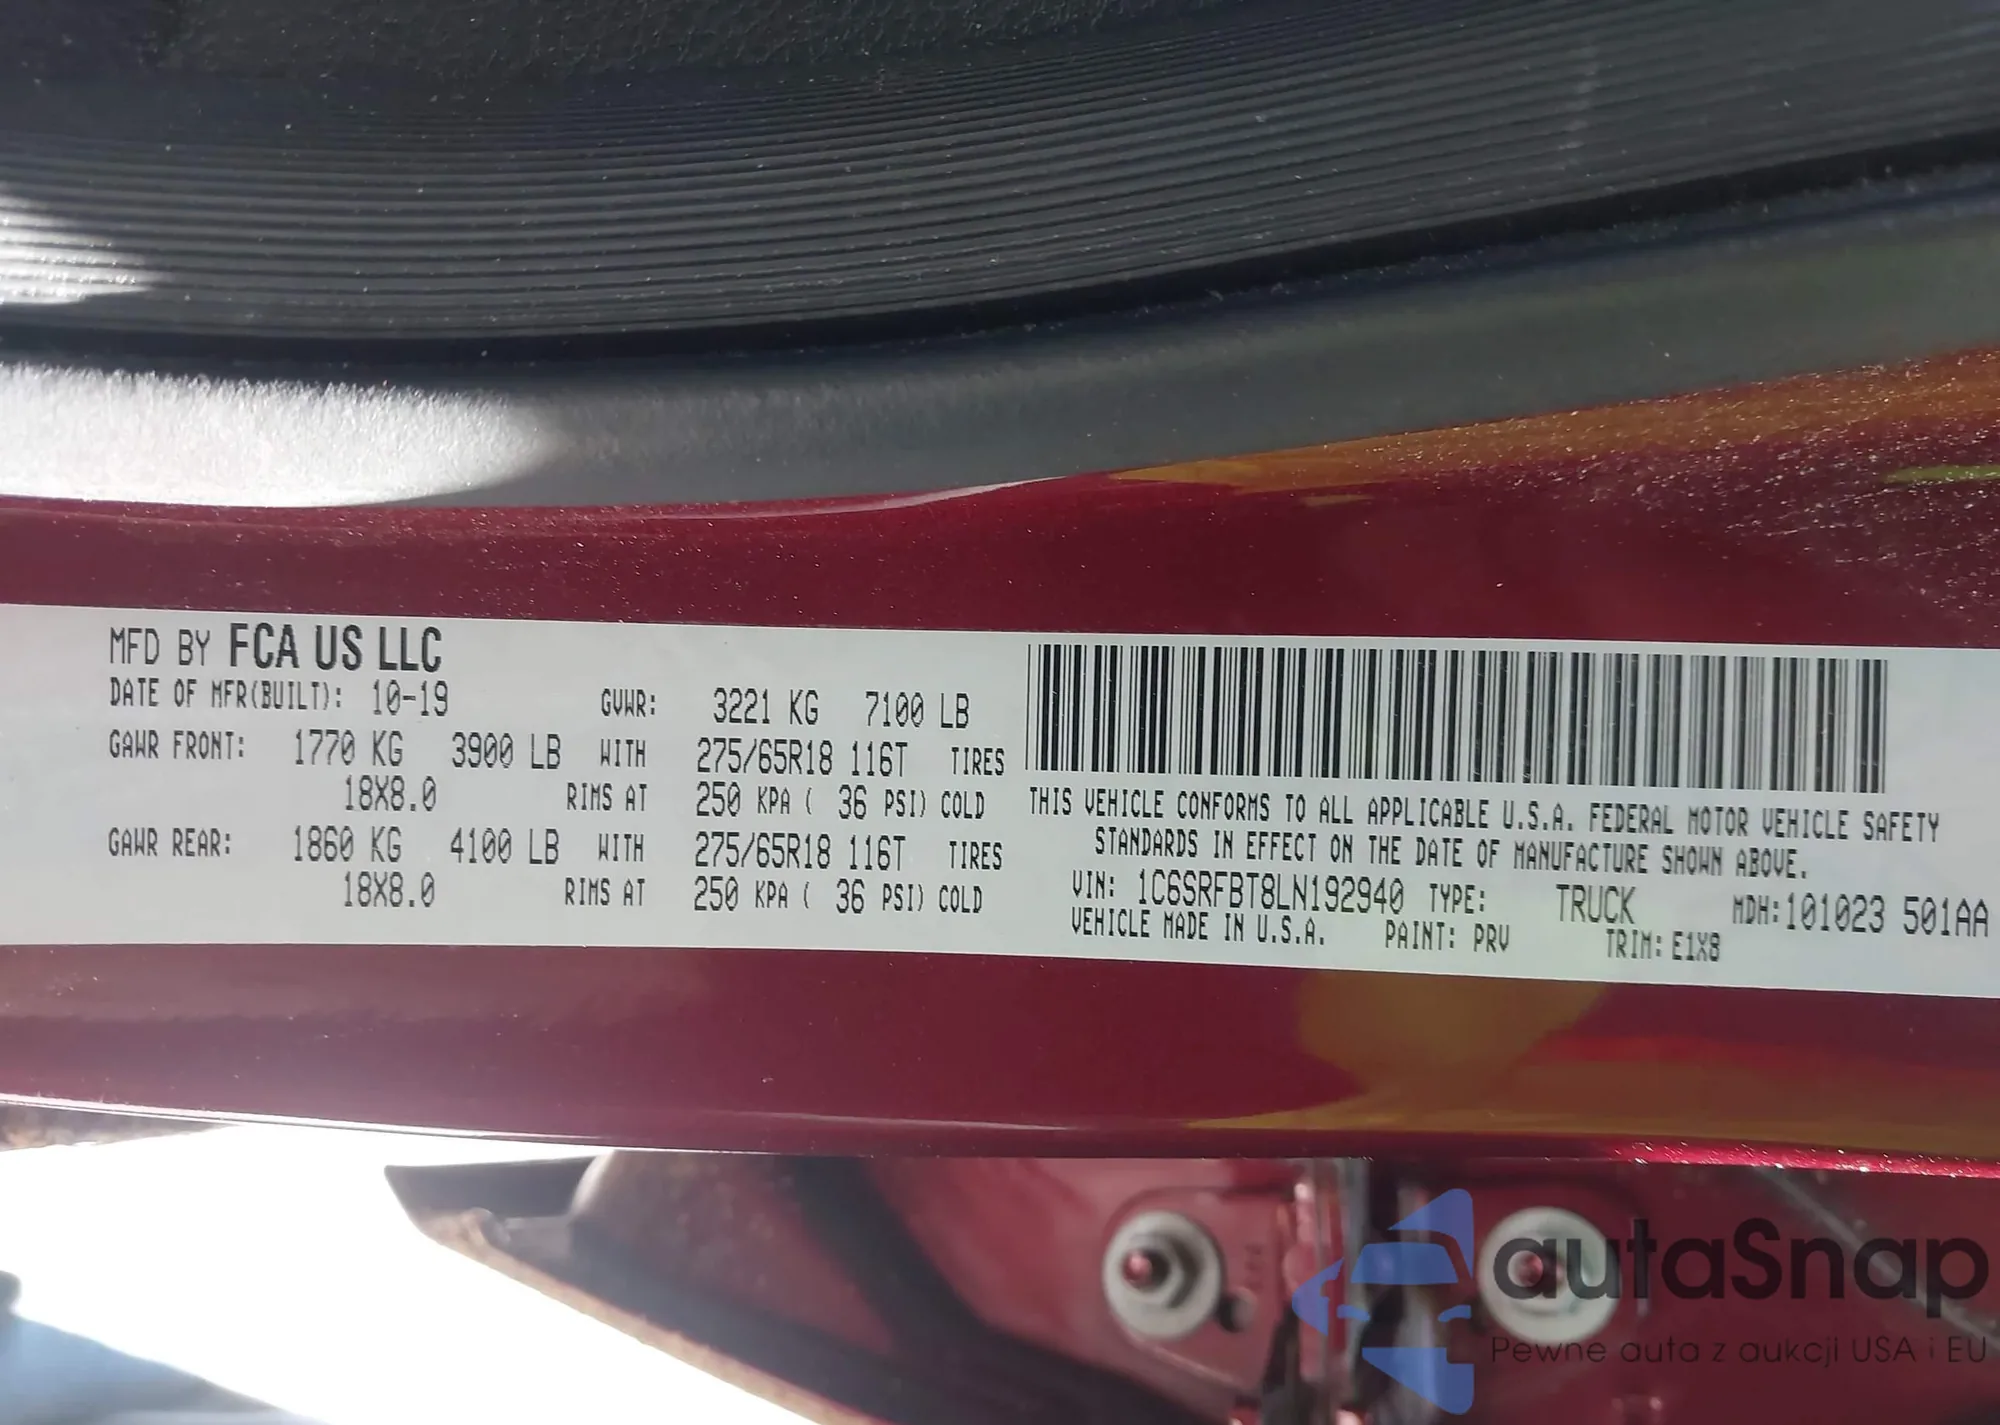 MFD BY FCA US LLC
DATE OF MFR(BUILT): 10-19 GVWR: 3221 KG 7100 LB
GAWR FRONT: 1770 KG 3900 LB WITH 275/65R18 116T TIRES
18X8.0 RIMS AT 250 KPA ( 36 PSI) COLD
GAWR REAR: 1860 KG 4100 LB WITH 275/65R18 116T TIRES
18X8.0 RIMS AT 250 KPA ( 36 PSI) COLD
THIS VEHICLE CONFORMS TO ALL APPLICABLE U.S.A. FEDERAL MOTOR VEHICLE SAFETY
STANDARDS IN EFFECT ON THE DATE OF MANUFACTURE SHOWN ABOVE.
VIN: 1C6SRFBT8LN192940 TYPE: TRUCK MDH:101023 501AA
VEHICLE MADE IN U.S.A. PAINT: PRV TRIM: E1X8
autaSnap
Pewne auta z aukcji USA i EU